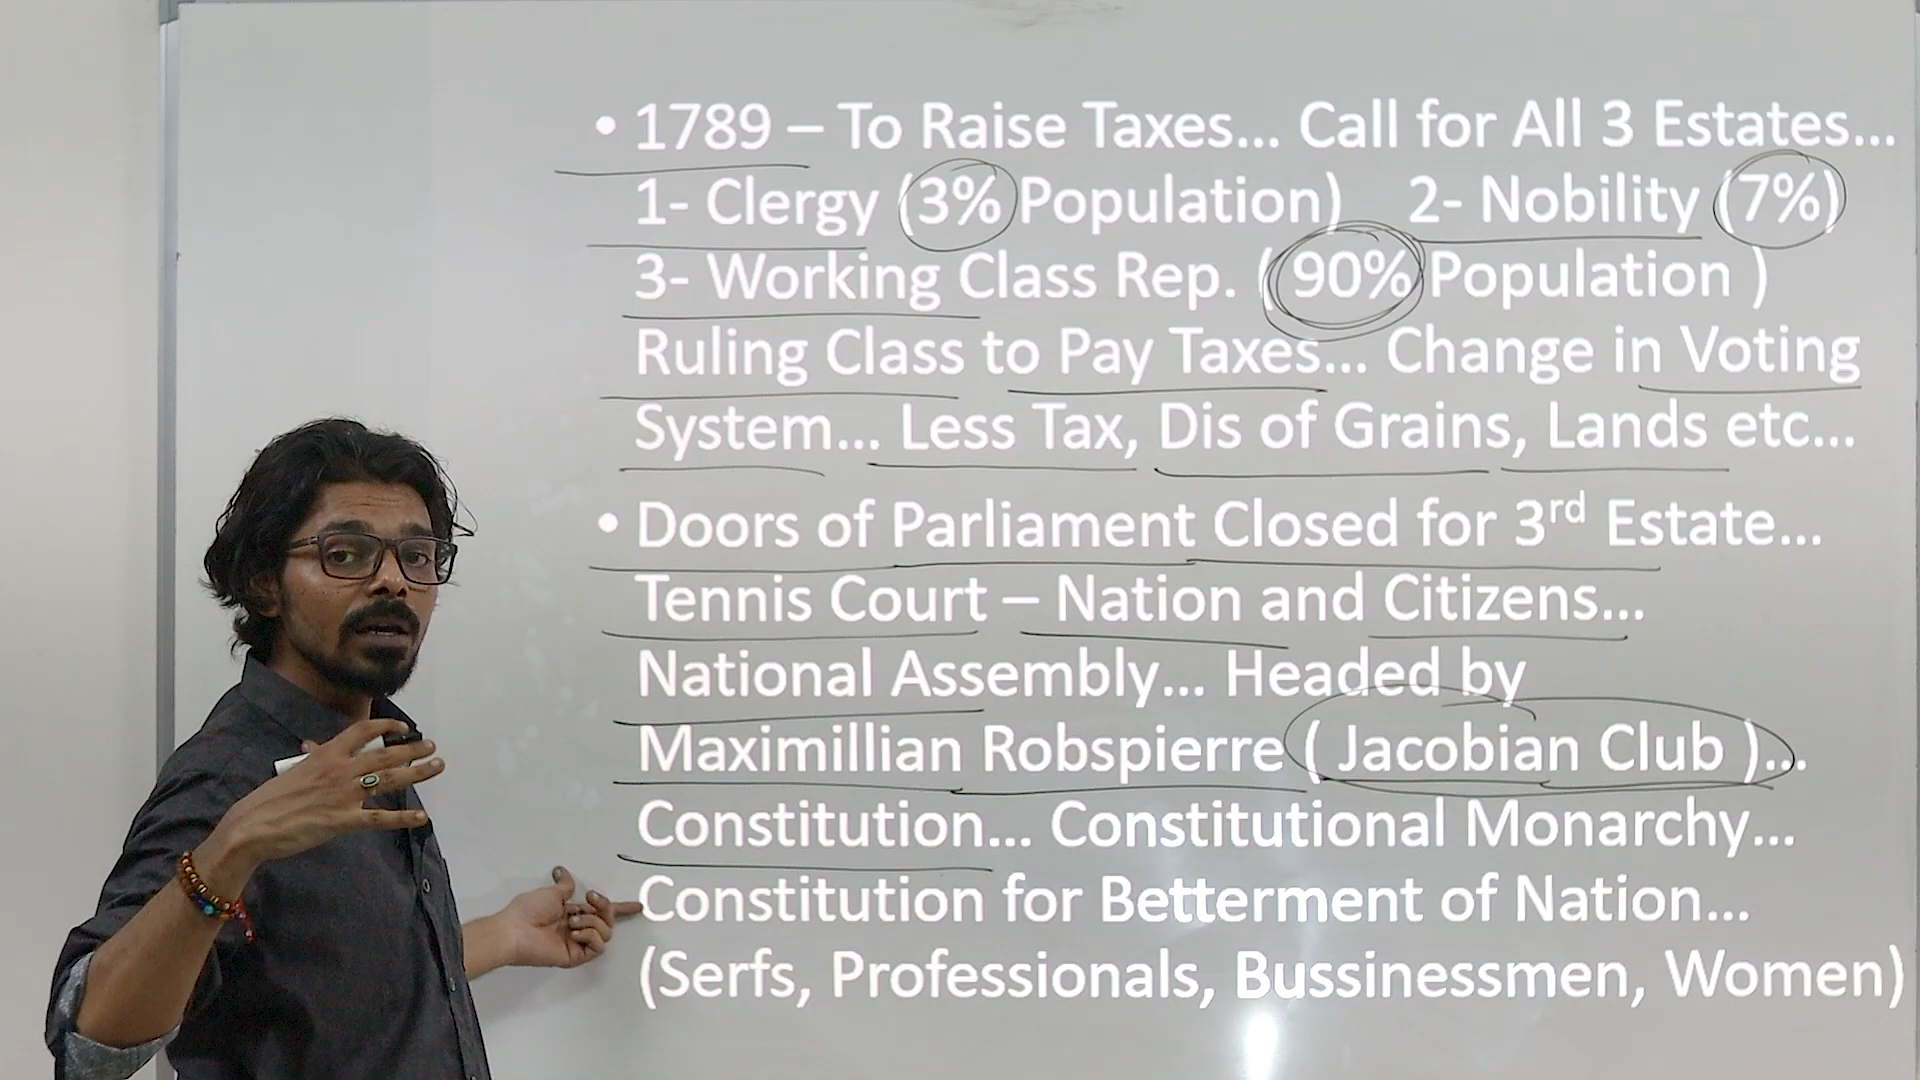 • 1789 – To Raise Taxes... Call for All 3 Estates...
1- Clergy (3% Population) 2- Nobility (7%)
3- Working Class Rep. ( 90% Population )
Ruling Class to Pay Taxes... Change in Voting
System... Less Tax, Dis of Grains, Lands etc...
• Doors of Parliament Closed for 3rd Estate...
Tennis Court – Nation and Citizens...
National Assembly... Headed by
Maximillian Robspierre ( Jacobian Club )...
Constitution... Constitutional Monarchy...
Constitution for Betterment of Nation...
(Serfs, Professionals, Bussinessmen, Women)